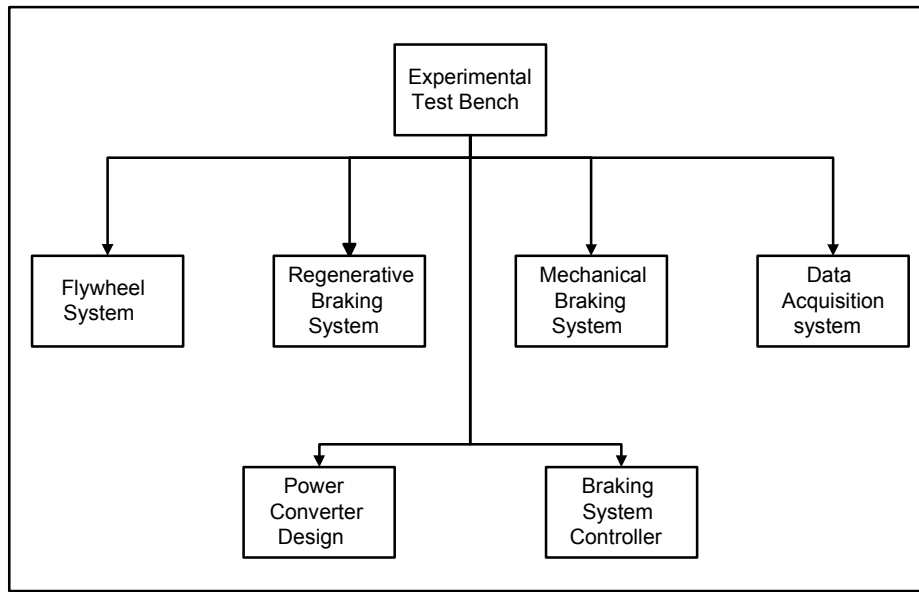 Experimental
Test Bench
Flywheel
System
Regenerative
Braking
System
Mechanical
Braking
System
Data
Acquisition
system
Power
Converter
Design
Braking
System
Controller